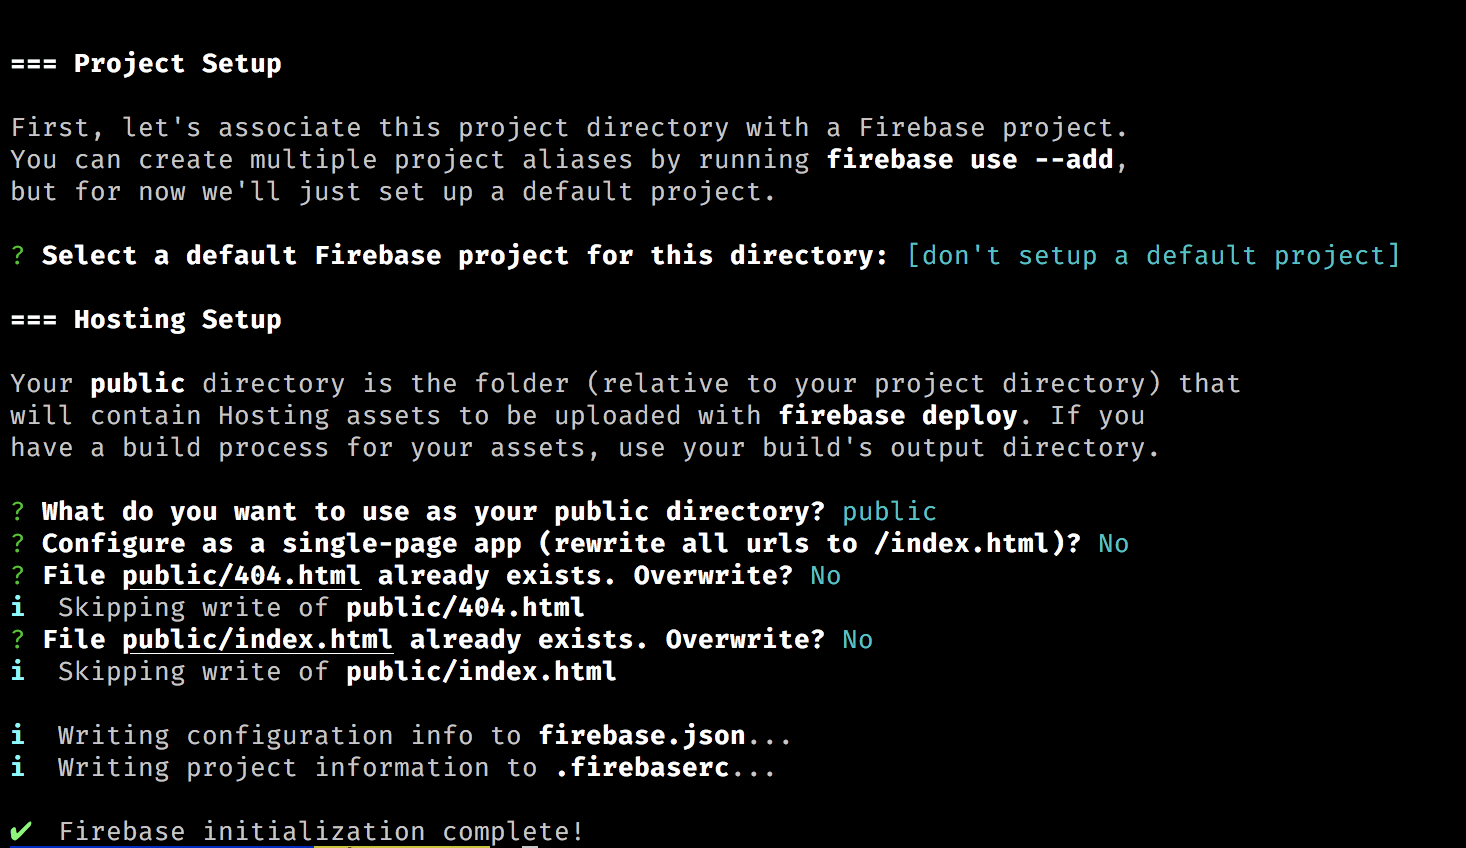 === Project Setup
First, let's associate this project directory with a Firebase project.
You can create multiple project aliases by running firebase use --add,
but for now we'll just set up a default project.
? Select a default Firebase project for this directory: [don't setup a default project]
=== Hosting Setup
Your public directory is the folder (relative to your project directory) that
will contain Hosting assets to be uploaded with firebase deploy. If you
have a build process for your assets, use your build's output directory.
? What do you want to use as your public directory? public
? Configure as a single-page app (rewrite all urls to /index.html)? No
? File public/404.html already exists. Overwrite? No
i  Skipping write of public/404.html
? File public/index.html already exists. Overwrite? No
i  Skipping write of public/index.html
i  Writing configuration info to firebase.json...
i  Writing project information to .firebaserc...
✔  Firebase initialization complete!